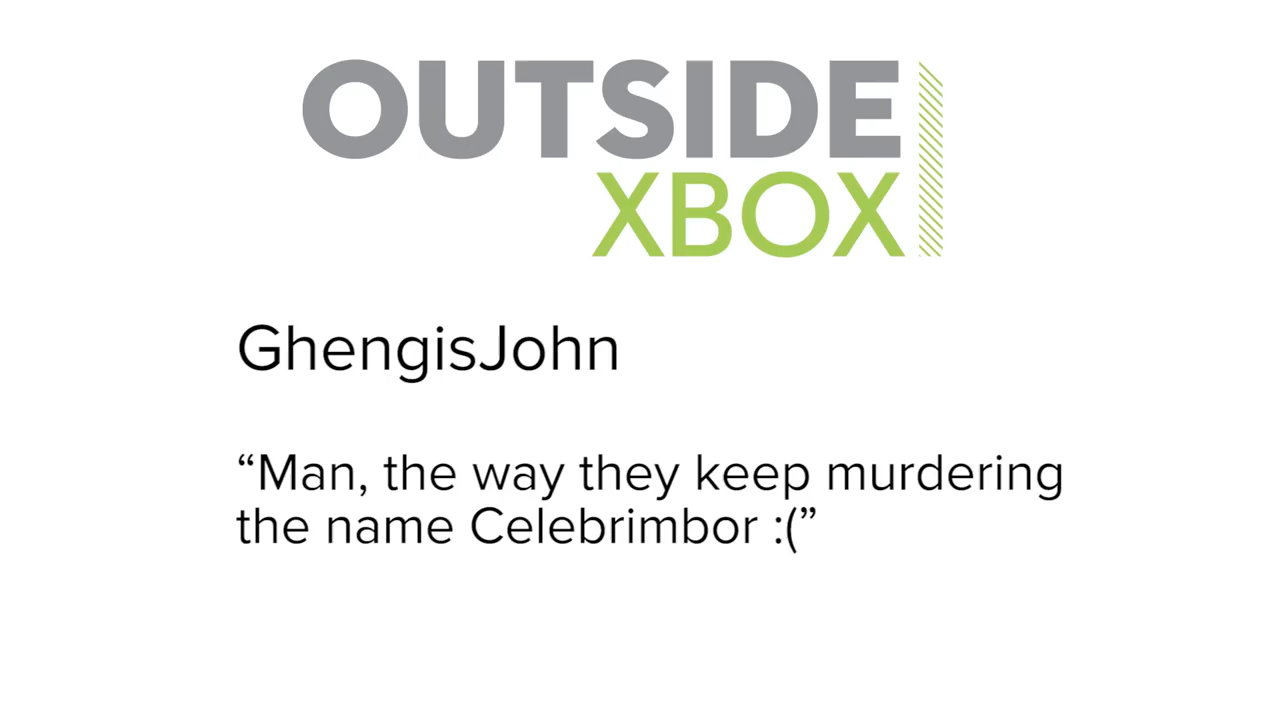 OUTSIDE
XBOX
GhengisJohn
“Man, the way they keep murdering
the name Celebrimbor :(”